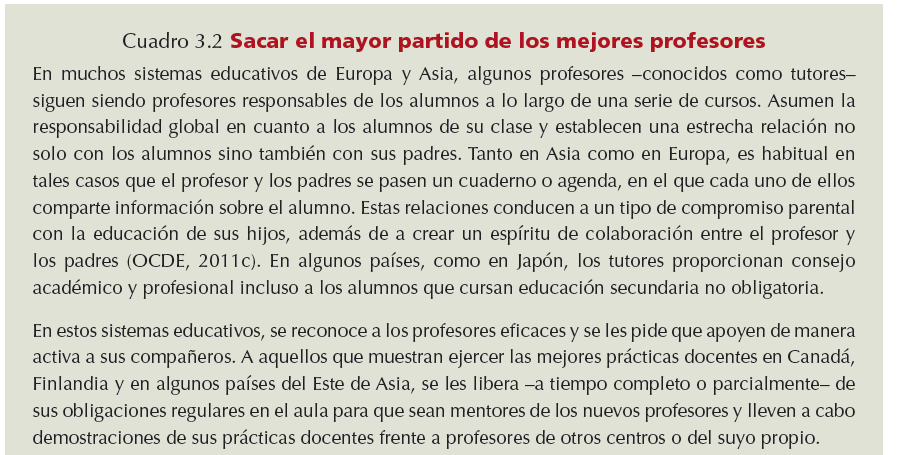 Cuadro 3.2 Sacar el mayor partido de los mejores profesores
En muchos sistemas educativos de Europa y Asia, algunos profesores –conocidos como tutores–
siguen siendo profesores responsables de los alumnos a lo largo de una serie de cursos. Asumen la
responsabilidad global en cuanto a los alumnos de su clase y establecen una estrecha relación no
solo con los alumnos sino también con sus padres. Tanto en Asia como en Europa, es habitual en
tales casos que el profesor y los padres se pasen un cuaderno o agenda, en el que cada uno de ellos
comparte información sobre el alumno. Estas relaciones conducen a un tipo de compromiso parental
con la educación de sus hijos, además de a crear un espíritu de colaboración entre el profesor y
los padres (OCDE, 2011c). En algunos países, como en Japón, los tutores proporcionan consejo
académico y profesional incluso a los alumnos que cursan educación secundaria no obligatoria.
En estos sistemas educativos, se reconoce a los profesores eficaces y se les pide que apoyen de manera
activa a sus compañeros. A aquellos que muestran ejercer las mejores prácticas docentes en Canadá,
Finlandia y en algunos países del Este de Asia, se les libera –a tiempo completo o parcialmente– de
sus obligaciones regulares en el aula para que sean mentores de los nuevos profesores y lleven a cabo
demostraciones de sus prácticas docentes frente a profesores de otros centros o del suyo propio.